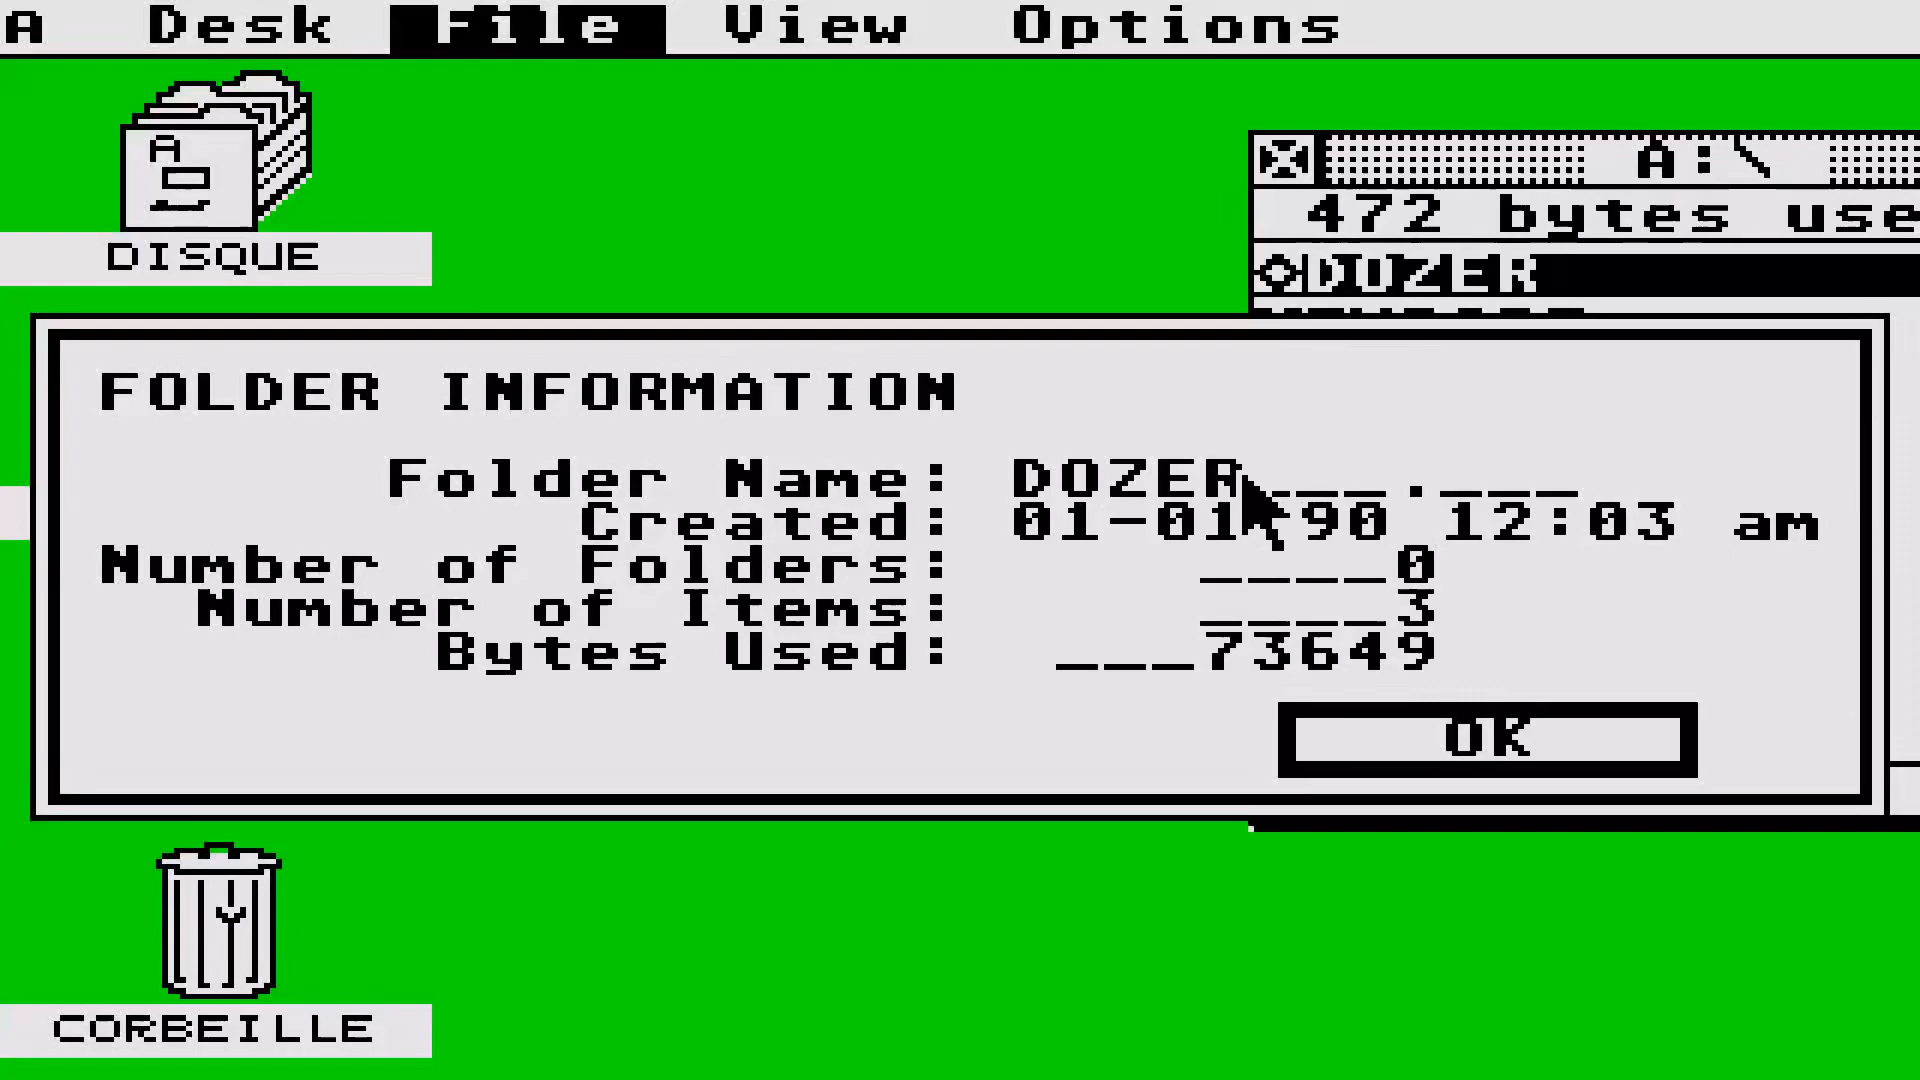 A Desk File View Options
A
DISQUE
A:\
472 bytes use
DOZER
FOLDER INFORMATION
Folder Name: DOZER___.___
Created: 01-01-90 12:03 am
Number of Folders: _____0
Number of Items: _____3
Bytes Used: ___73649
OK
CORBEILLE